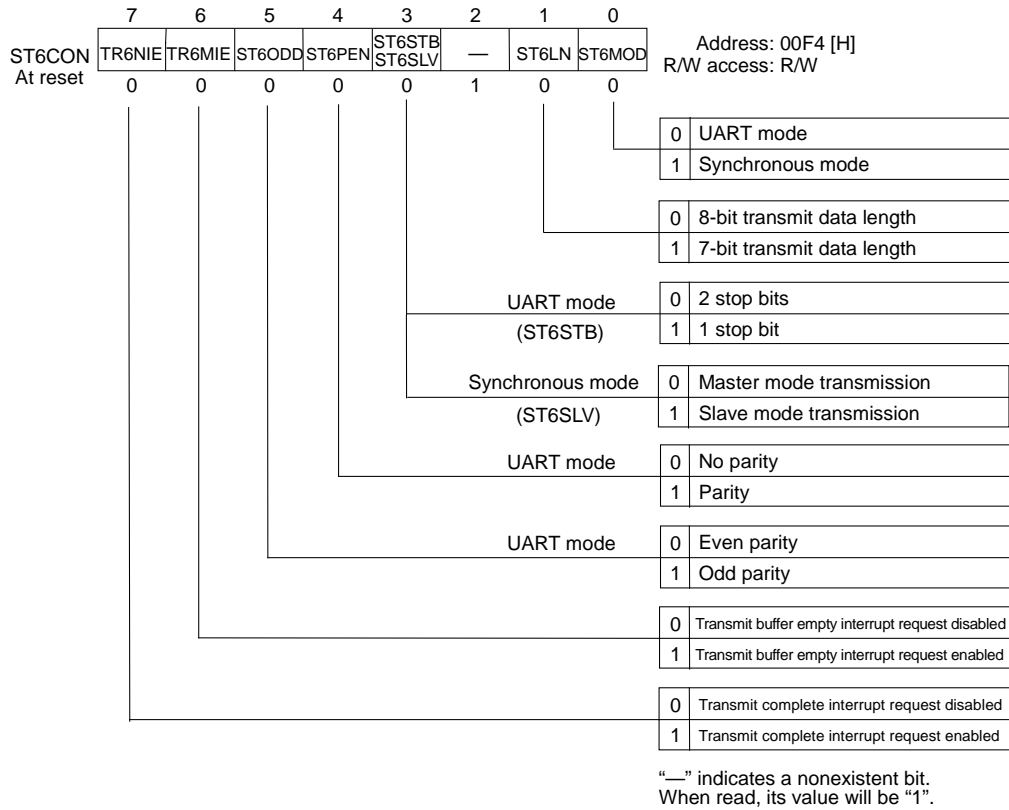 7 6 5 4 3 2 1 0
ST6CON TR6NIE TR6MIE ST6ODD ST6PEN ST6STB ST6SLV — ST6LN ST6MOD
At reset 0 0 0 0 0 1 0 0
Address: 00F4 [H]
R/W access: R/W
0 UART mode
1 Synchronous mode
0 8-bit transmit data length
1 7-bit transmit data length
UART mode
(ST6STB)
0 2 stop bits
1 1 stop bit
Synchronous mode
(ST6SLV)
0 Master mode transmission
1 Slave mode transmission
UART mode
0 No parity
1 Parity
UART mode
0 Even parity
1 Odd parity
0 Transmit buffer empty interrupt request disabled
1 Transmit buffer empty interrupt request enabled
0 Transmit complete interrupt request disabled
1 Transmit complete interrupt request enabled
“—” indicates a nonexistent bit.
When read, its value will be “1”.